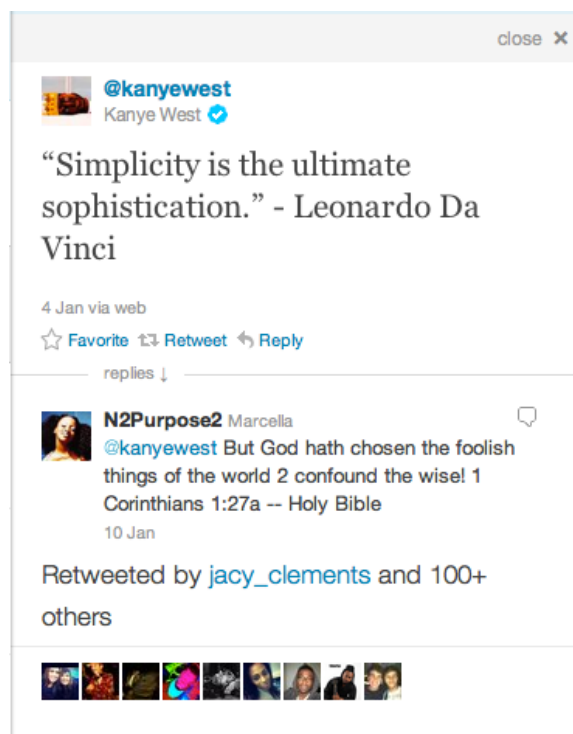 close ×
@kanyewest
Kanye West
“Simplicity is the ultimate
sophistication.” - Leonardo Da
Vinci
4 Jan via web
Favorite Retweet Reply
replies ↓
N2Purpose2 Marcella
@kanyewest But God hath chosen the foolish
things of the world 2 confound the wise! 1
Corinthians 1:27a -- Holy Bible
10 Jan
Retweeted by jacy_clements and 100+
others